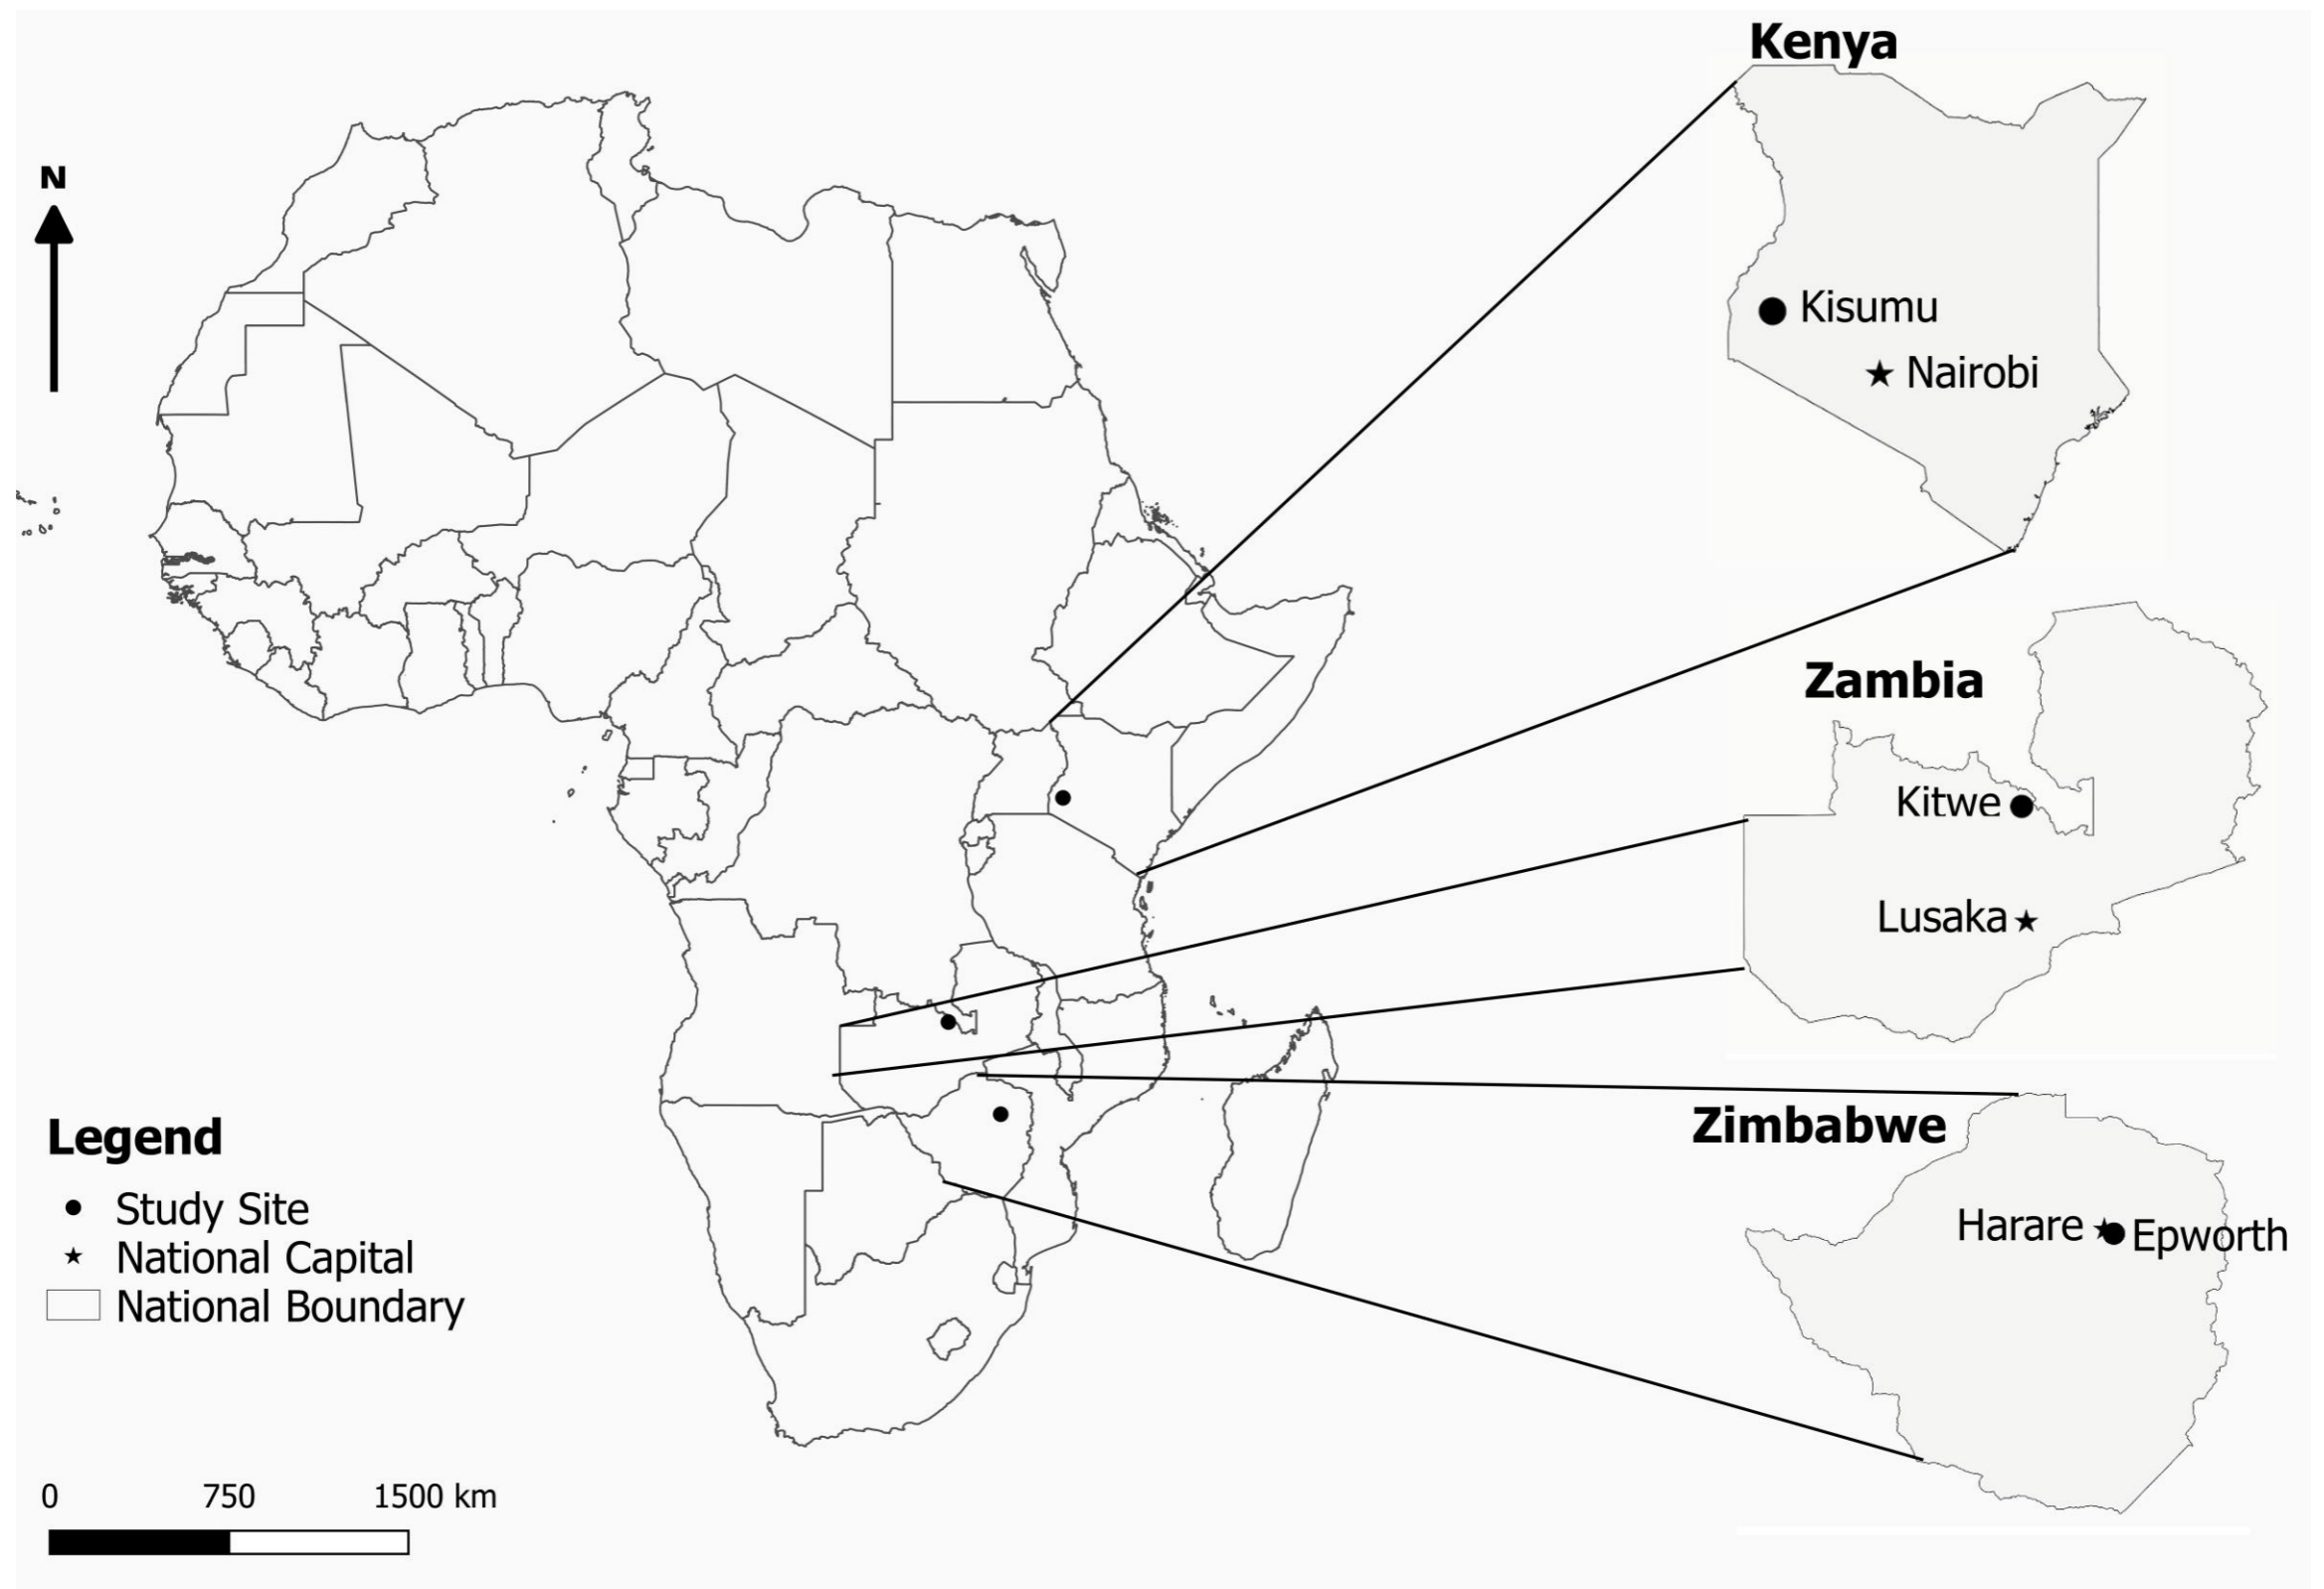 Kenya
N
Kisumu
Nairobi
Zambia
Kitwe
Lusaka
Zimbabwe
Harare
Epworth
Legend
Study Site
National Capital
National Boundary
0 750 1500 km